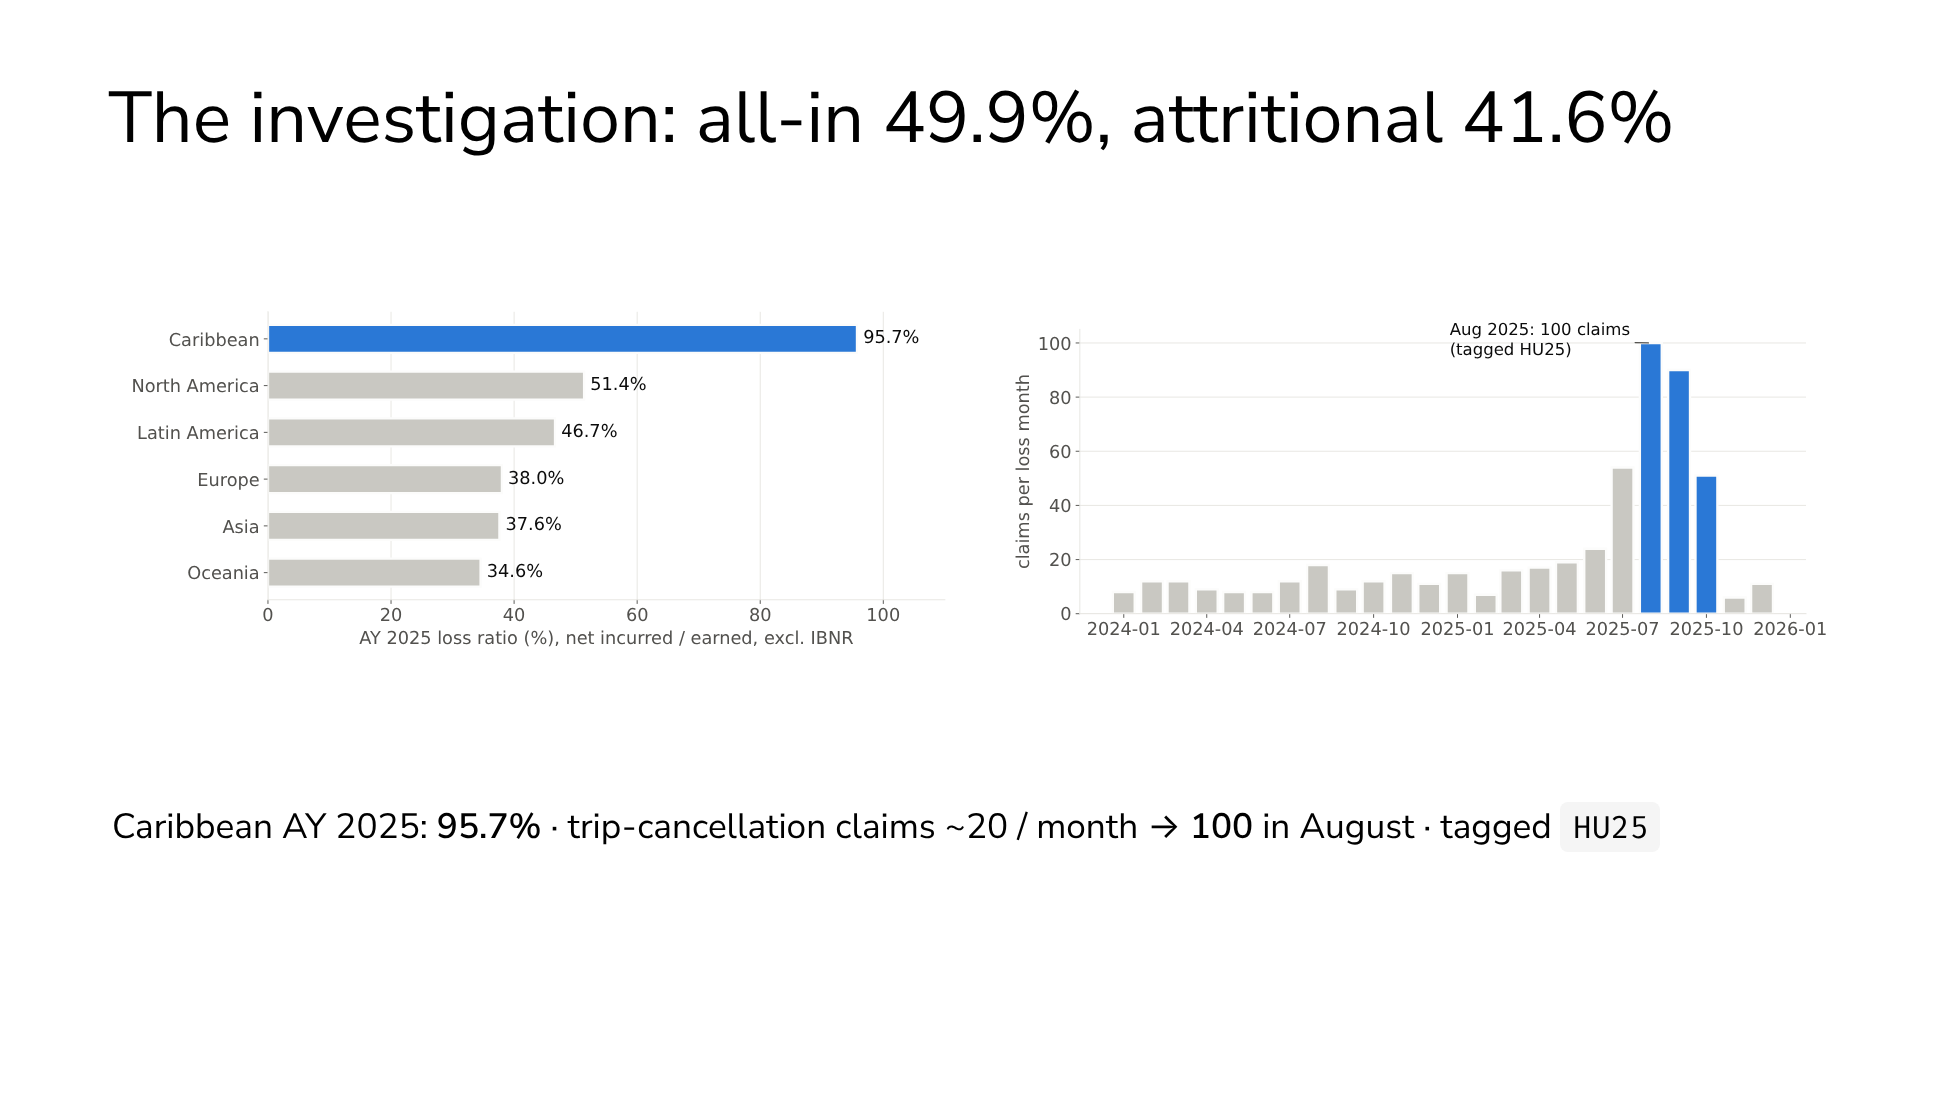 The investigation: all-in 49.9%, attritional 41.6%
Caribbean 95.7%
North America 51.4%
Latin America 46.7%
Europe 38.0%
Asia 37.6%
Oceania 34.6%
0 20 40 60 80 100
AY 2025 loss ratio (%), net incurred / earned, excl. IBNR
Aug 2025: 100 claims
(tagged HU25)
claims per loss month
100
80
60
40
20
0
2024-01 2024-04 2024-07 2024-10 2025-01 2025-04 2025-07 2025-10 2026-01
Caribbean AY 2025: 95.7% · trip-cancellation claims ~20 / month → 100 in August · tagged HU25